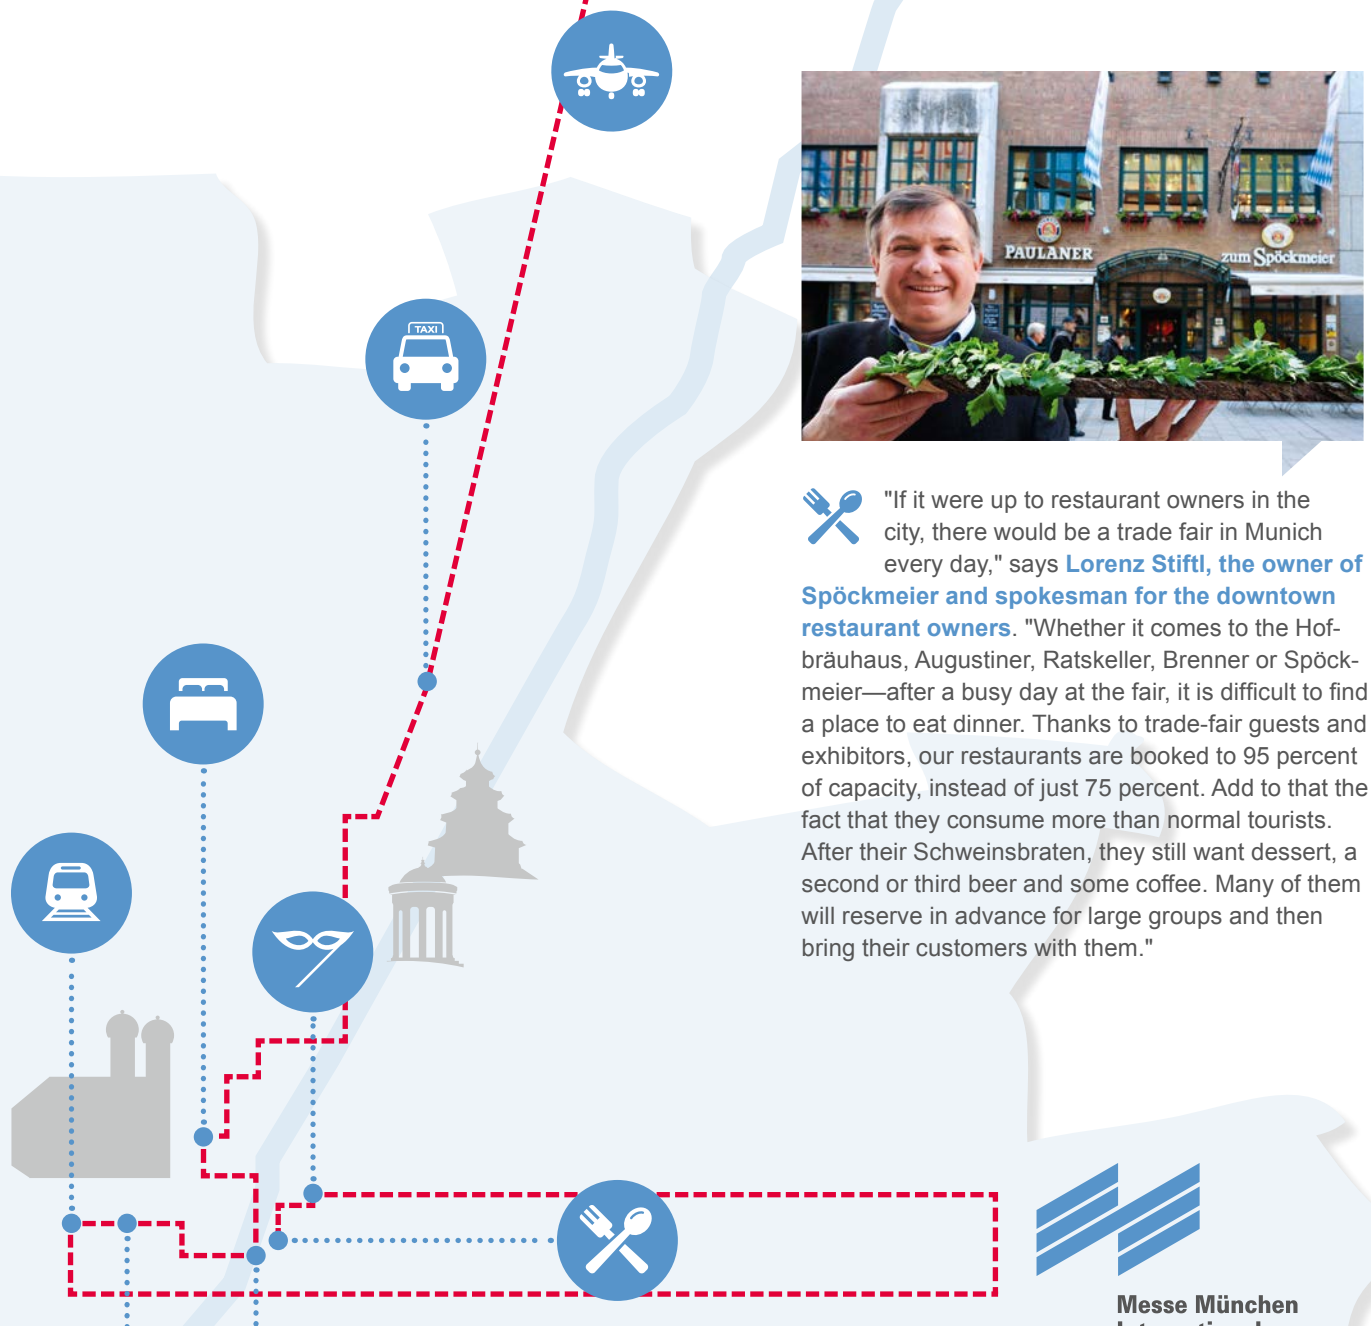 TAXI
PAULANER
zum Spöckmeier
"If it were up to restaurant owners in the
city, there would be a trade fair in Munich
every day," says Lorenz Stiftl, the owner of
Spöckmeier and spokesman for the downtown
restaurant owners. "Whether it comes to the Hof-
bräuhaus, Augustiner, Ratskeller, Brenner or Spöck-
meier—after a busy day at the fair, it is difficult to find
a place to eat dinner. Thanks to trade-fair guests and
exhibitors, our restaurants are booked to 95 percent
of capacity, instead of just 75 percent. Add to that the
fact that they consume more than normal tourists.
After their Schweinsbraten, they still want dessert, a
second or third beer and some coffee. Many of them
will reserve in advance for large groups and then
bring their customers with them."
Messe München